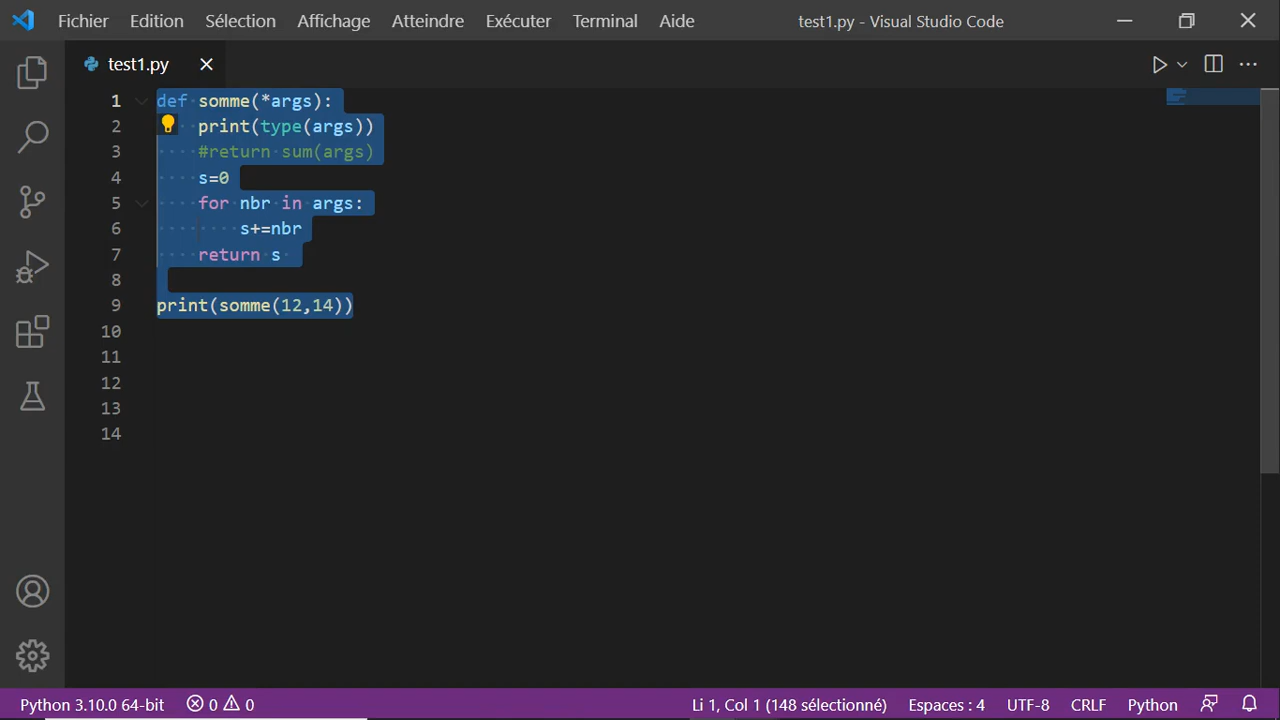 Fichier Edition Sélection Affichage Atteindre Exécuter Terminal Aide test1.py - Visual Studio Code
test1.py
1 def somme(*args):
2 print(type(args))
3 #return sum(args)
4 s=0
5 for nbr in args:
6 s+=nbr
7 return s
8
9 print(somme(12,14))
10
11
12
13
14
Python 3.10.0 64-bit 0 0 Li 1, Col 1 (148 sélectionné) Espaces : 4 UTF-8 CRLF Python